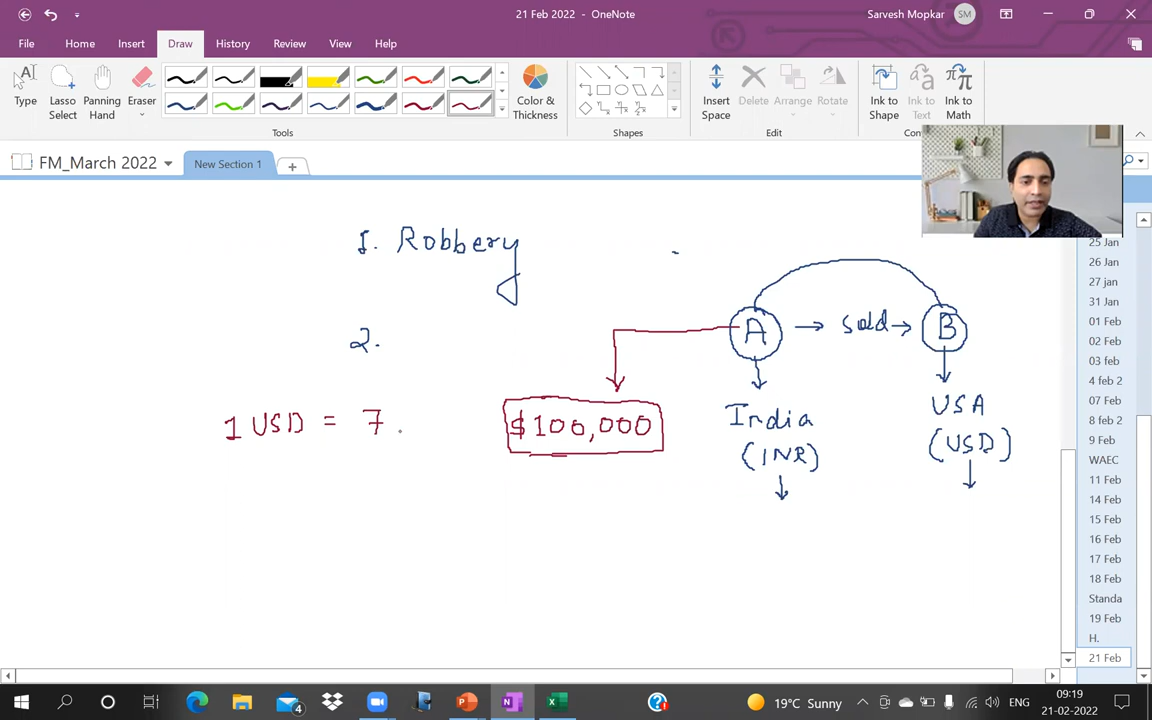 21 Feb 2022 - OneNote
Sarvesh Mopkar
SM
File Home Insert Draw History Review View Help
Type
Lasso Select
Panning Hand
Eraser
Color & Thickness
Insert Space
Delete
Arrange
Rotate
Ink to Shape
Ink to Text
Ink to Math
Tools
Shapes
Edit
FM_March 2022
New Section 1
1. Robbery
2.
A → sold → B
India
(INR)
USA
(USD)
1 USD = 7
$100,000
25 Jan
26 Jan
27 jan
31 Jan
01 Feb
02 Feb
03 feb
4 feb 2
07 Feb
8 feb 2
9 Feb
WAEC
11 Feb
14 Feb
15 Feb
16 Feb
17 Feb
18 Feb
Standa
19 Feb
H.
21 Feb
4
19°C Sunny
ENG
09:19
21-02-2022